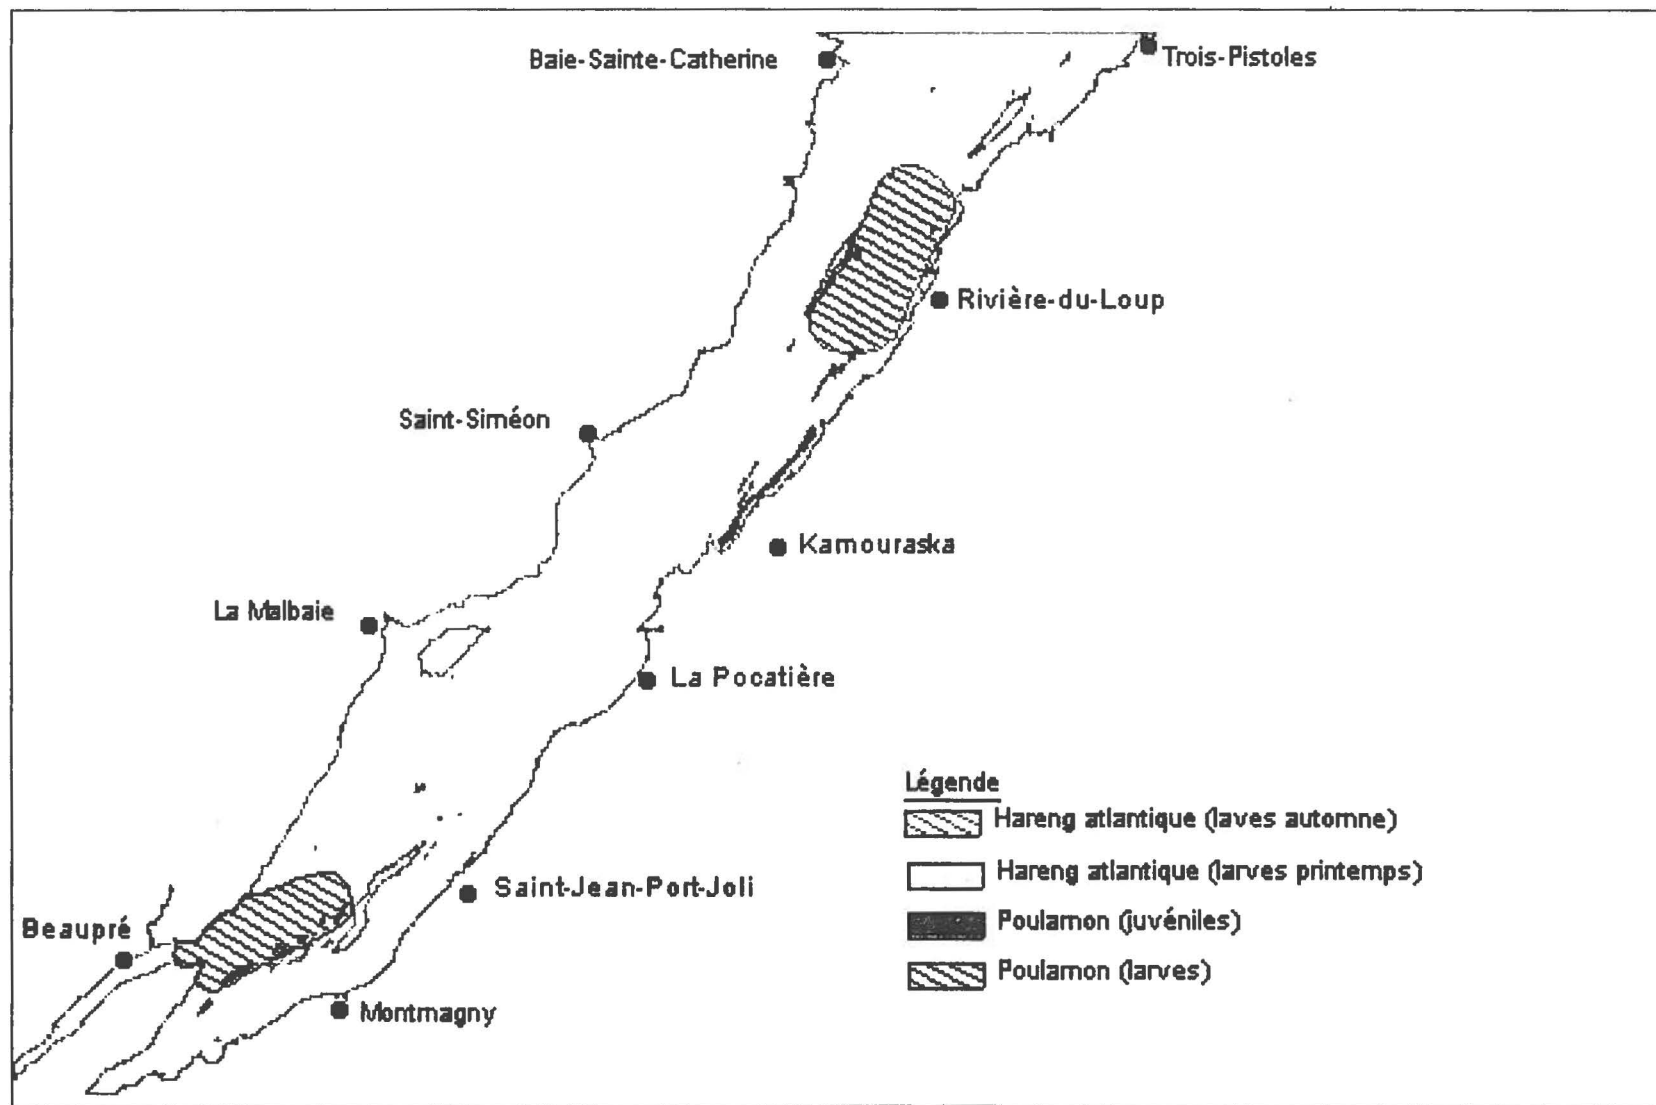 Baie-Sainte-Catherine
Trois-Pistoles
Rivière-du-Loup
Saint-Siméon
Kamouraska
La Malbaie
La Pocatière
Légende
Hareng atlantique (laves automne)
Hareng atlantique (larves printemps)
Saint-Jean-Port-Joli
Poulamon (juvéniles)
Beaupré
Poulamon (larves)
Montmagny